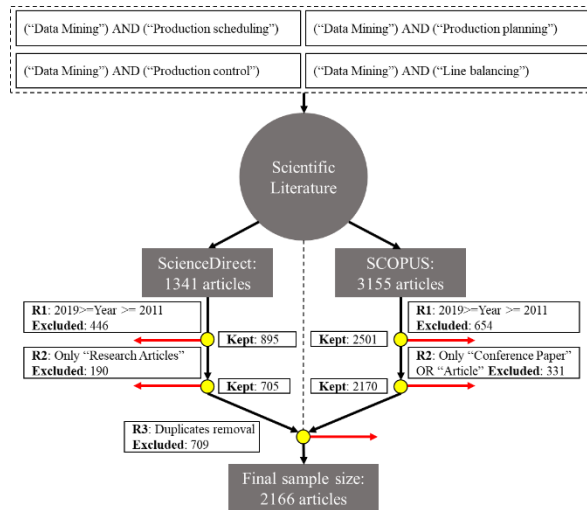 (“Data Mining”) AND (“Production scheduling”)
(“Data Mining”) AND (“Production planning”)
(“Data Mining”) AND (“Production control”)
(“Data Mining”) AND (“Line balancing”)
Scientific
Literature
ScienceDirect:
1341 articles
SCOPUS:
3155 articles
R1: 2019>=Year >= 2011
Excluded: 446
Kept: 895
Kept: 2501
R1: 2019>=Year >= 2011
Excluded: 654
R2: Only “Research Articles”
Excluded: 190
Kept: 705
Kept: 2170
R2: Only “Conference Paper”
OR “Article” Excluded: 331
R3: Duplicates removal
Excluded: 709
Final sample size:
2166 articles